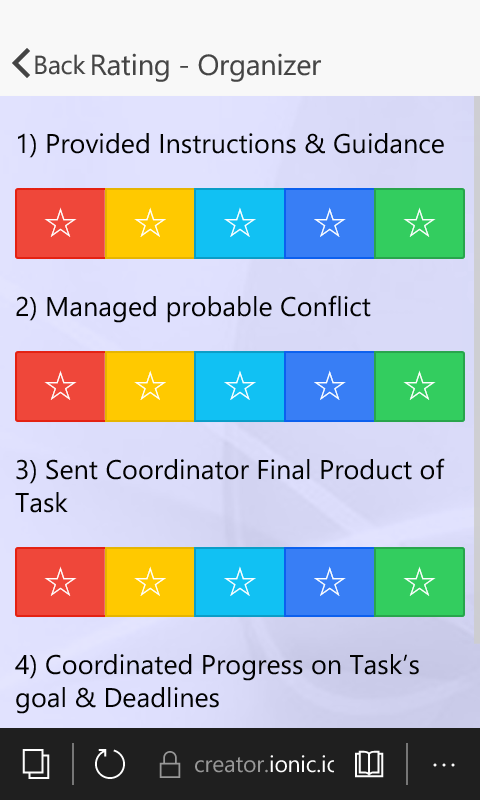 Back Rating - Organizer
1) Provided Instructions & Guidance
2) Managed probable Conflict
3) Sent Coordinator Final Product of
Task
4) Coordinated Progress on Task’s
goal & Deadlines
creator.ionic.ic